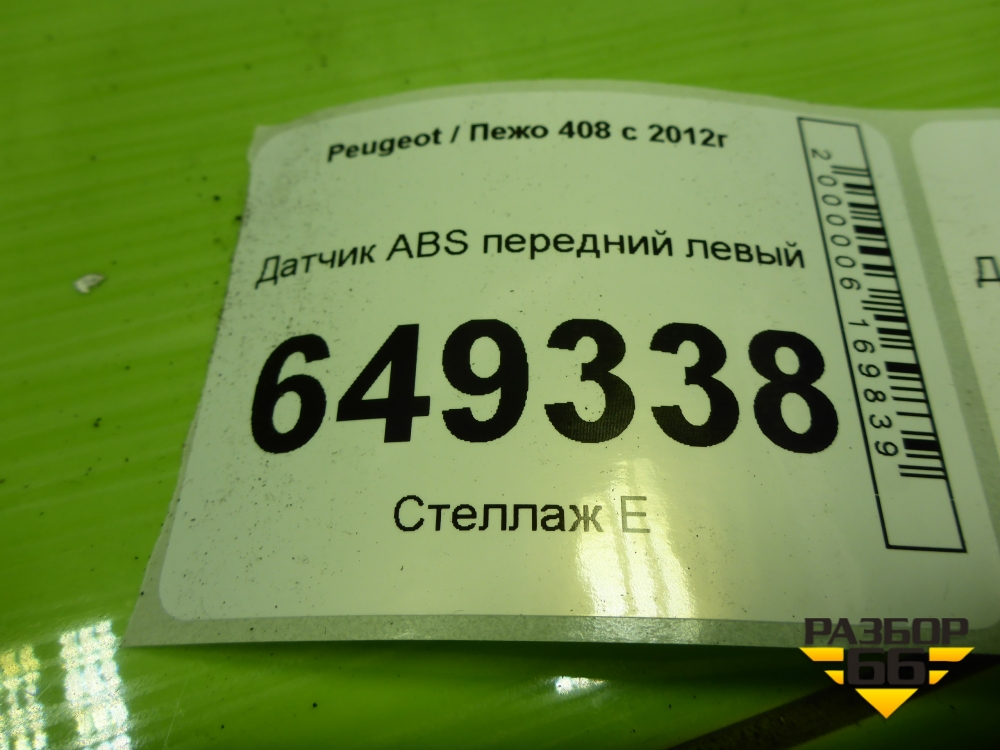 Peugeot / Пежо 408 с 2012г
Датчик ABS передний левый
649338
Стеллаж Е
2000006169839
Д
РАЗБОР
66